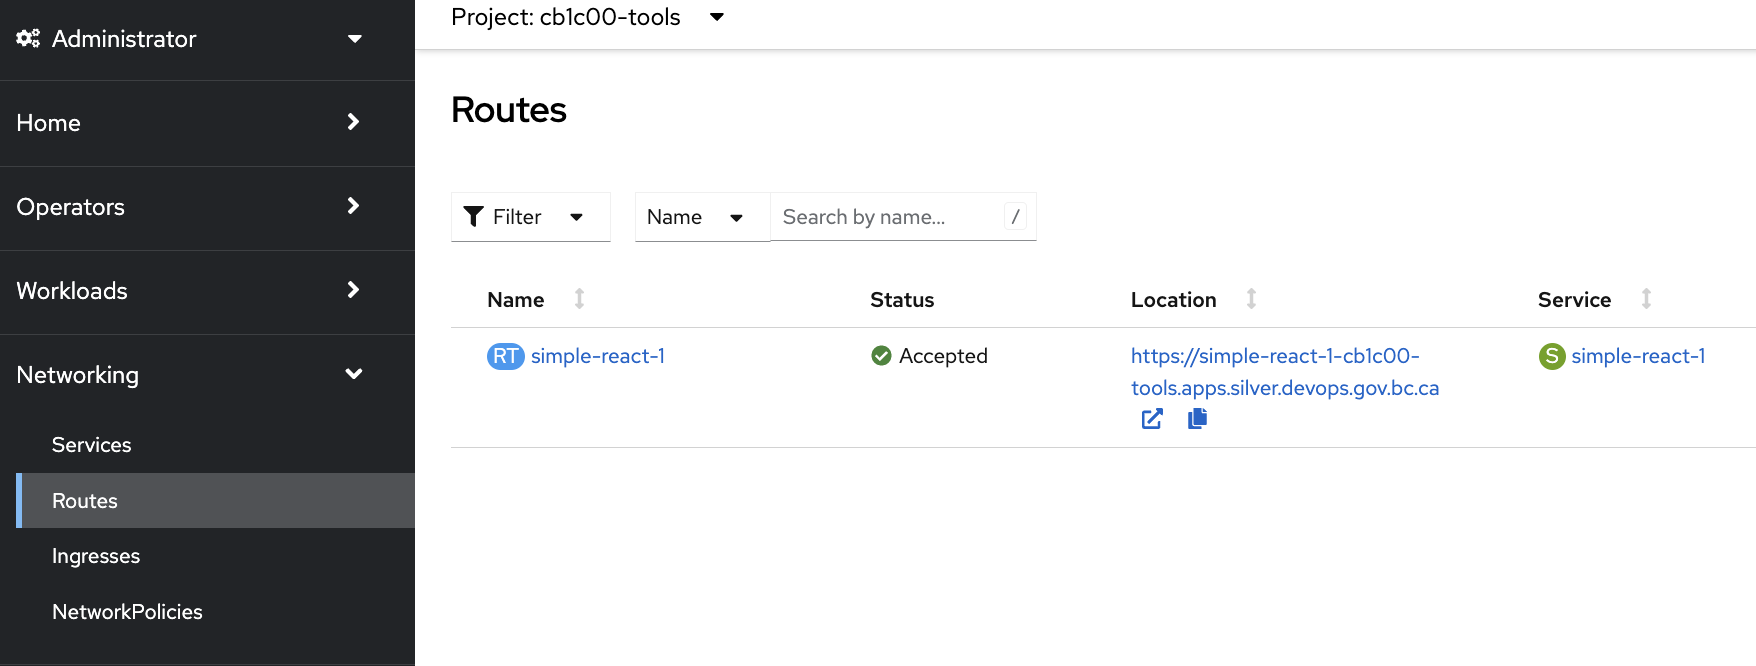 Administrator
Home
Operators
Workloads
Networking
Services
Routes
Ingresses
NetworkPolicies
Project: cb1c00-tools
Routes
Filter
Name
Search by name...
/
Name Status Location Service
RT simple-react-1 Accepted https://simple-react-1-cb1c00- S simple-react-1
tools.apps.silver.devops.gov.bc.ca